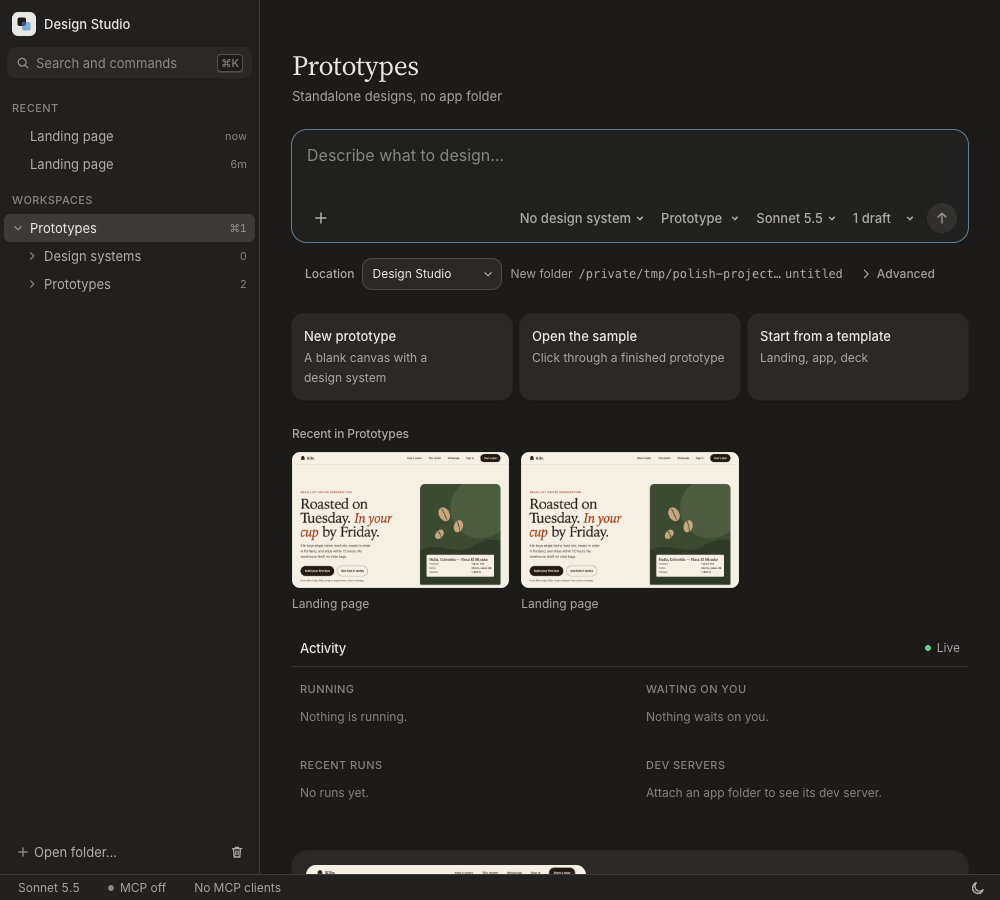 Design Studio
Search and commands ⌘K
RECENT
Landing page now
Landing page 6m
WORKSPACES
Prototypes ⌘1
Design systems 0
Prototypes 2
Open folder...
Prototypes
Standalone designs, no app folder
Describe what to design...
No design system Prototype Sonnet 5.5 1 draft
Location Design Studio New folder /private/tmp/polish-project… untitled Advanced
New prototype
A blank canvas with a
design system
Open the sample
Click through a finished prototype
Start from a template
Landing, app, deck
Recent in Prototypes
Roasted on
Tuesday. In your
cup by Friday.
Landing page
Roasted on
Tuesday. In your
cup by Friday.
Landing page
Activity Live
RUNNING
Nothing is running.
WAITING ON YOU
Nothing waits on you.
RECENT RUNS
No runs yet.
DEV SERVERS
Attach an app folder to see its dev server.
Sonnet 5.5 MCP off No MCP clients